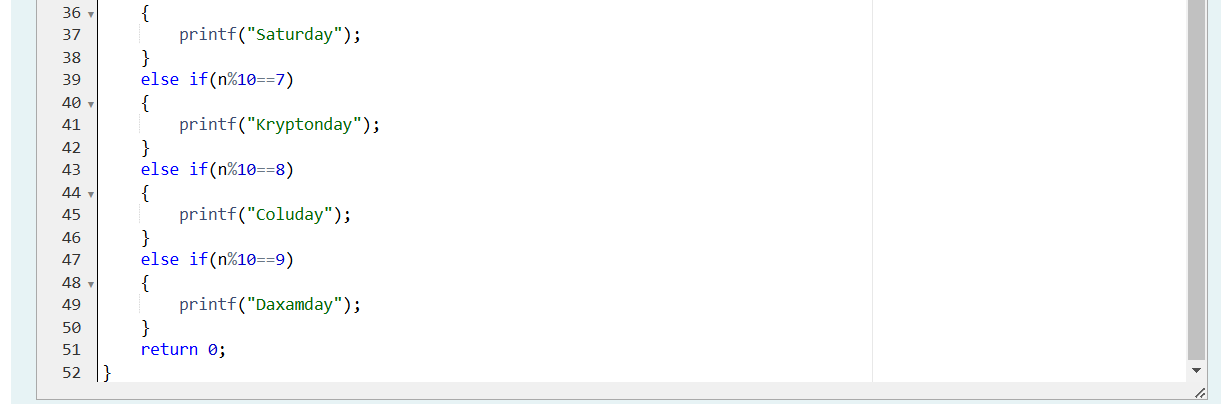 36 {
37 printf("Saturday");
38 }
39 else if(n%10==7)
40 {
41 printf("Kryptonday");
42 }
43 else if(n%10==8)
44 {
45 printf("Coluday");
46 }
47 else if(n%10==9)
48 {
49 printf("Daxamday");
50 }
51 return 0;
52 }